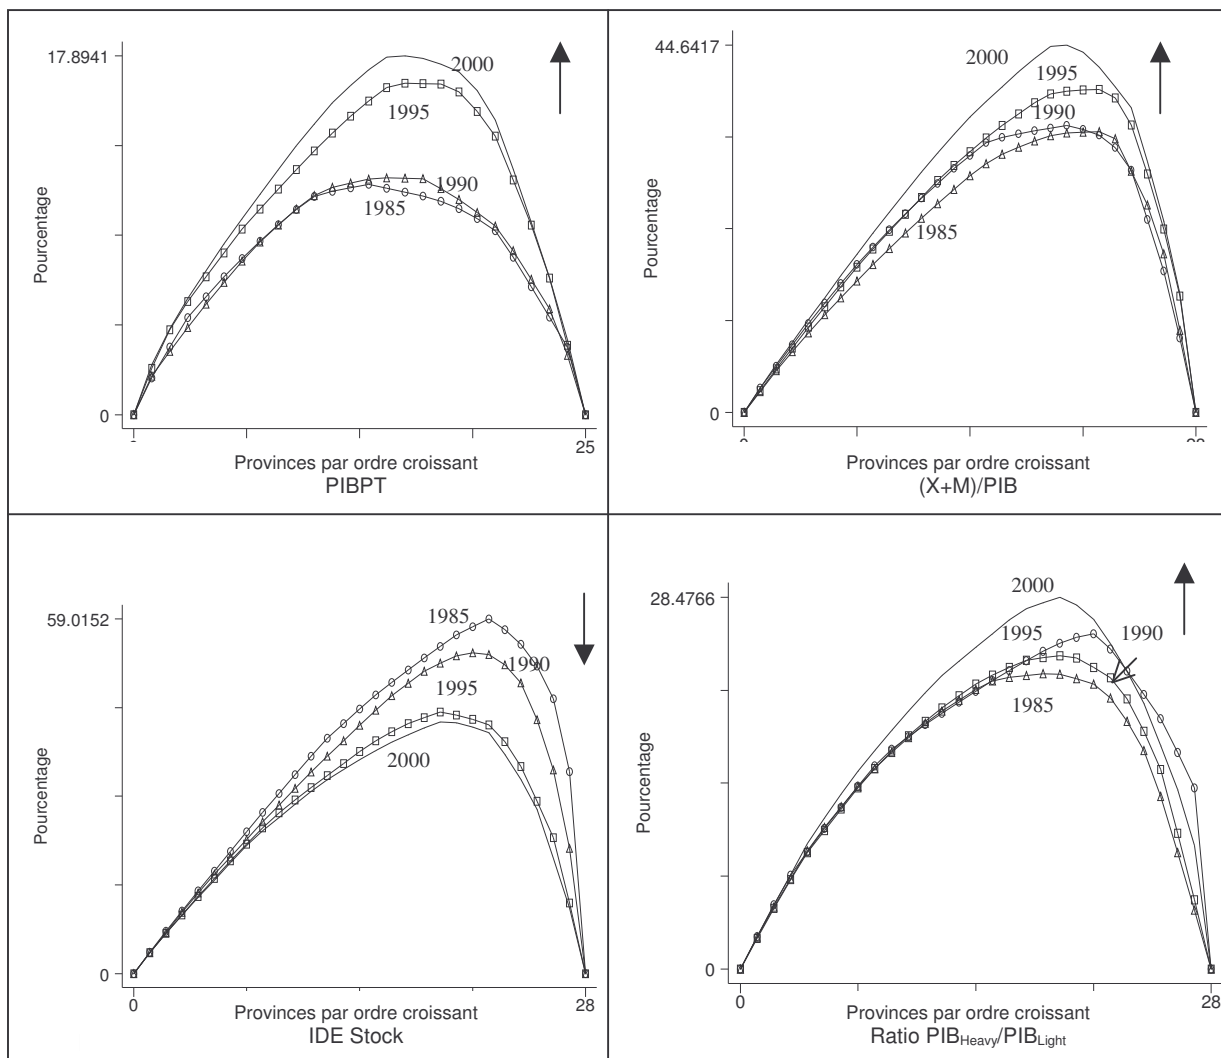 17.8941
2000
1995
1990
1985
Pourcentage
0
25
Provinces par ordre croissant
PIBPT
44.6417
2000
1995
1990
1985
Pourcentage
0
Provinces par ordre croissant
(X+M)/PIB
59.0152
1985
1990
1995
2000
Pourcentage
0
0
28
Provinces par ordre croissant
IDE Stock
28.4766
2000
1995
1990
1985
Pourcentage
0
0
28
Provinces par ordre croissant
Ratio PIBHeavy/PIBLight